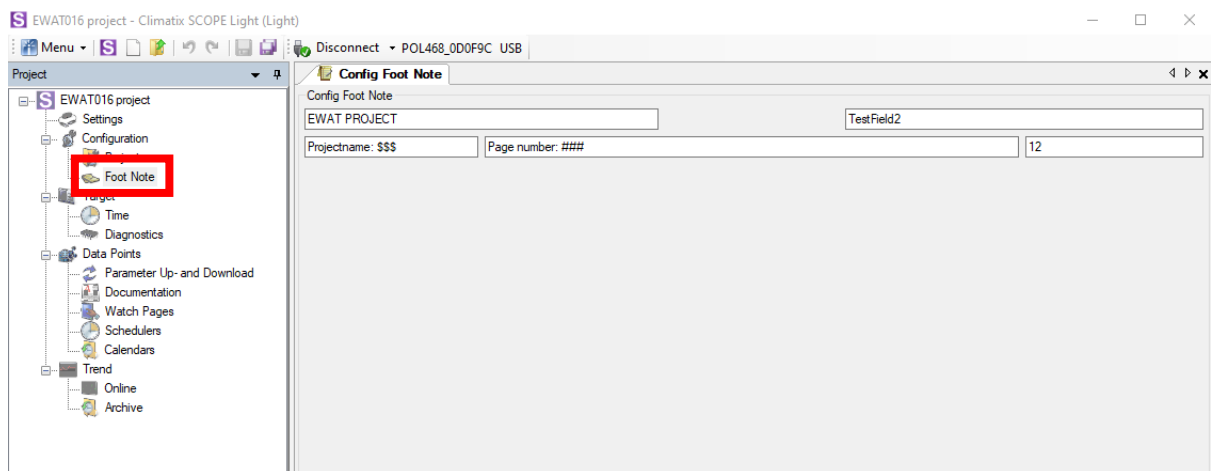 S EWAT016 project - Climatix SCOPE Light (Light)
Menu S Disconnect POL468_0D0F9C USB
Project
Config Foot Note
S EWAT016 project
Settings
Configuration
Foot Note
Target
Time
Diagnostics
Data Points
Parameter Up- and Download
Documentation
Watch Pages
Schedulers
Calendars
Trend
Online
Archive
Config Foot Note
EWAT PROJECT TestField2
Projectname: $$$ Page number: ### 12